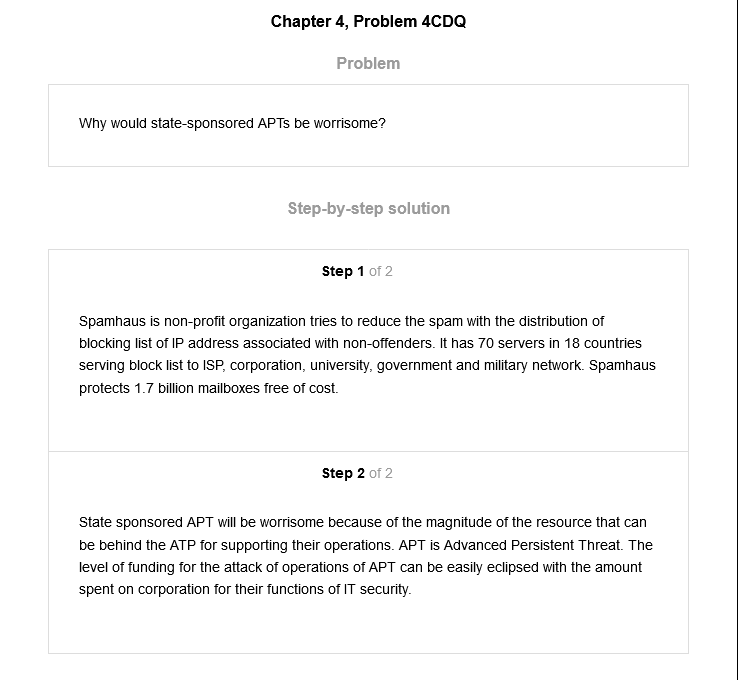 Chapter 4, Problem 4CDQ
Problem
Why would state-sponsored APTs be worrisome?
Step-by-step solution
Step 1 of 2
Spamhaus is non-profit organization tries to reduce the spam with the distribution of
blocking list of IP address associated with non-offenders. It has 70 servers in 18 countries
serving block list to ISP, corporation, university, government and military network. Spamhaus
protects 1.7 billion mailboxes free of cost.
Step 2 of 2
State sponsored APT will be worrisome because of the magnitude of the resource that can
be behind the ATP for supporting their operations. APT is Advanced Persistent Threat. The
level of funding for the attack of operations of APT can be easily eclipsed with the amount
spent on corporation for their functions of IT security.